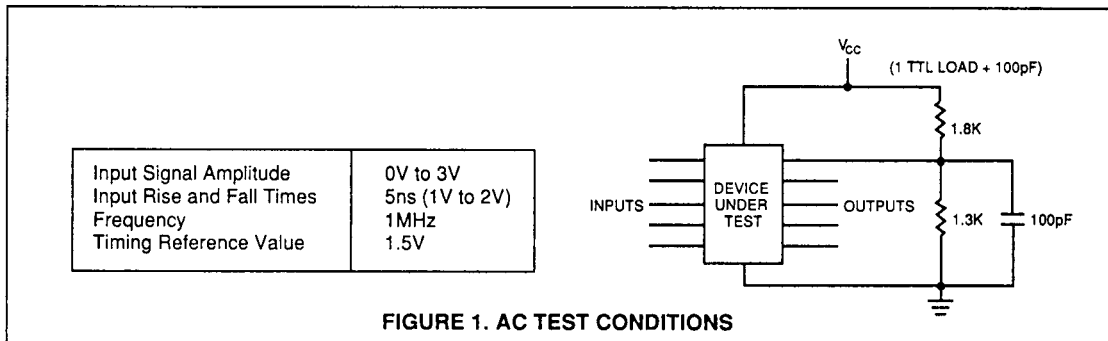 Input Signal Amplitude 0V to 3V
Input Rise and Fall Times 5ns (1V to 2V)
Frequency 1MHz
Timing Reference Value 1.5V
VCC
(1 TTL LOAD + 100pF)
1.8K
INPUTS
DEVICE
UNDER
TEST
OUTPUTS
1.3K
100pF
FIGURE 1. AC TEST CONDITIONS